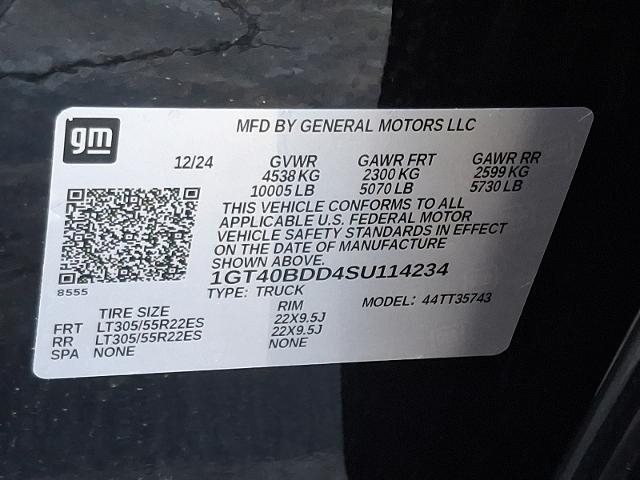 gm
MFD BY GENERAL MOTORS LLC
12/24 GVWR GAWR FRT GAWR RR
4538 KG 2300 KG 2599 KG
10005 LB 5070 LB 5730 LB
THIS VEHICLE CONFORMS TO ALL
APPLICABLE U.S. FEDERAL MOTOR
VEHICLE SAFETY STANDARDS IN EFFECT
ON THE DATE OF MANUFACTURE
SHOWN ABOVE.
1GT40BDD4SU114234
8555
TYPE: TRUCK MODEL: 44TT35743
TIRE SIZE RIM
FRT LT305/55R22ES 22X9.5J
RR LT305/55R22ES 22X9.5J
SPA NONE NONE